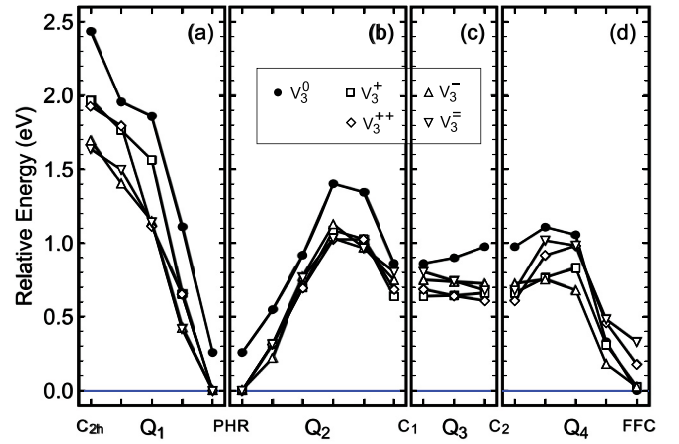 2.5
2.0
1.5
1.0
0.5
0.0
Relative Energy (eV)
(a) (b) (c) (d)
V₃⁰ V₃⁺ V₃⁻
V₃⁺⁺ V₃⁼
C₂ₕ Q₁ PHR Q₂ C₁ Q₃ C₂ Q₄ FFC